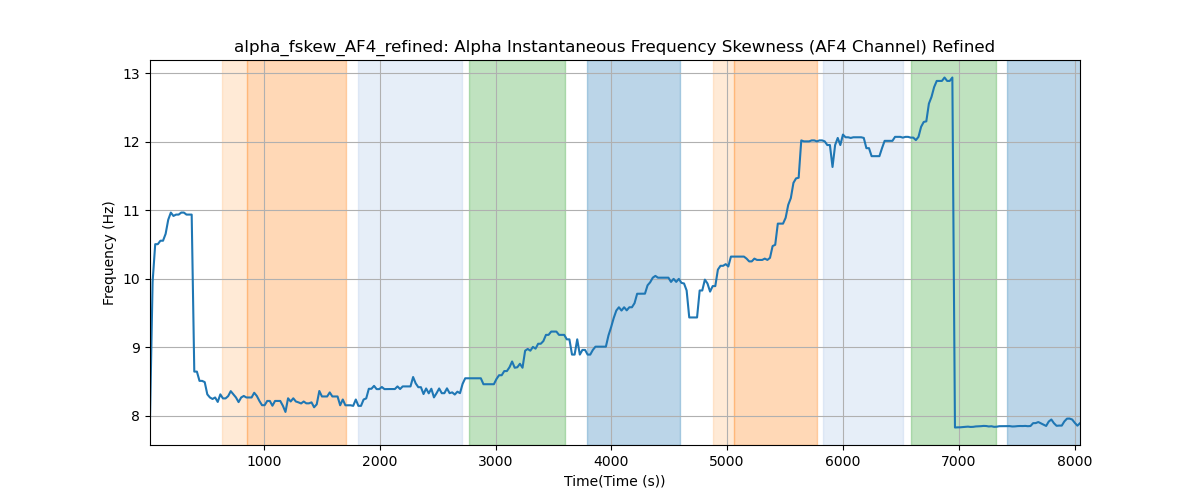 alpha_fskew_AF4_refined: Alpha Instantaneous Frequency Skewness (AF4 Channel) Refined
13
12
11
10
9
8
Frequency (Hz)
1000 2000 3000 4000 5000 6000 7000 8000
Time(Time (s))